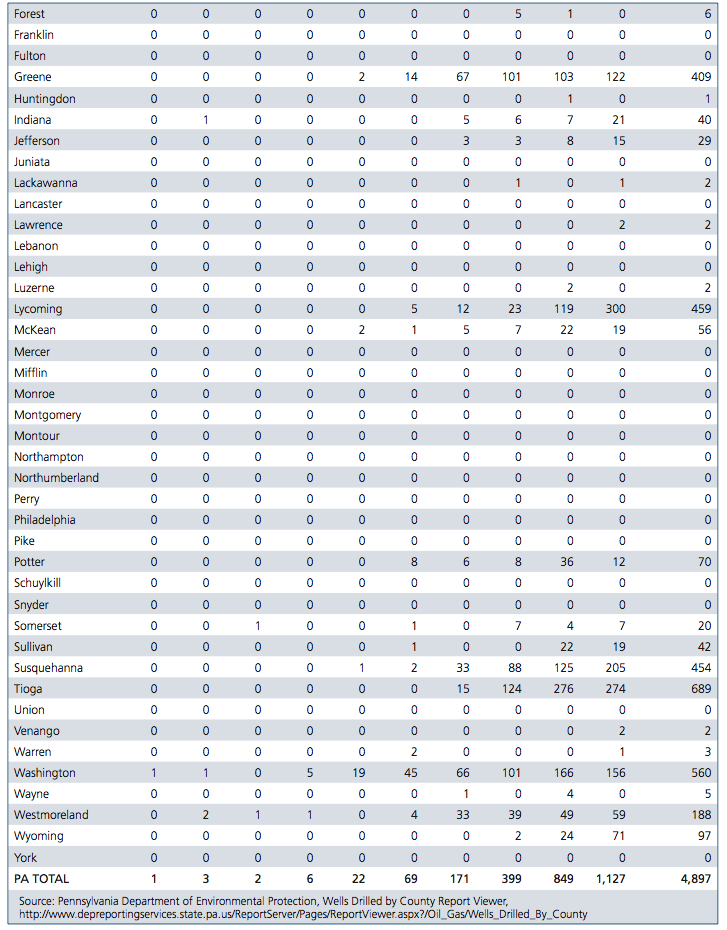 Forest 0 0 0 0 0 0 0 5 1 0 6
Franklin 0 0 0 0 0 0 0 0 0 0 0
Fulton 0 0 0 0 0 0 0 0 0 0 0
Greene 0 0 0 0 2 14 67 101 103 122 409
Huntingdon 0 0 0 0 0 0 0 0 1 0 1
Indiana 0 1 0 0 0 0 5 6 7 21 40
Jefferson 0 0 0 0 0 0 3 3 8 15 29
Juniata 0 0 0 0 0 0 0 0 0 0 0
Lackawanna 0 0 0 0 0 0 0 1 0 1 2
Lancaster 0 0 0 0 0 0 0 0 0 0 0
Lawrence 0 0 0 0 0 0 0 0 0 2 2
Lebanon 0 0 0 0 0 0 0 0 0 0 0
Lehigh 0 0 0 0 0 0 0 0 0 0 0
Luzerne 0 0 0 0 0 0 0 0 2 0 2
Lycoming 0 0 0 0 0 5 12 23 119 300 459
McKean 0 0 0 0 2 1 5 7 22 19 56
Mercer 0 0 0 0 0 0 0 0 0 0 0
Mifflin 0 0 0 0 0 0 0 0 0 0 0
Monroe 0 0 0 0 0 0 0 0 0 0 0
Montgomery 0 0 0 0 0 0 0 0 0 0 0
Montour 0 0 0 0 0 0 0 0 0 0 0
Northampton 0 0 0 0 0 0 0 0 0 0 0
Northumberland 0 0 0 0 0 0 0 0 0 0 0
Perry 0 0 0 0 0 0 0 0 0 0 0
Philadelphia 0 0 0 0 0 0 0 0 0 0 0
Pike 0 0 0 0 0 0 0 0 0 0 0
Potter 0 0 0 0 0 8 6 8 36 12 70
Schuylkill 0 0 0 0 0 0 0 0 0 0 0
Snyder 0 0 0 0 0 0 0 0 0 0 0
Somerset 0 0 1 0 0 1 0 7 4 7 20
Sullivan 0 0 0 0 0 1 0 0 22 19 42
Susquehanna 0 0 0 0 1 2 33 88 125 205 454
Tioga 0 0 0 0 0 0 15 124 276 274 689
Union 0 0 0 0 0 0 0 0 0 0 0
Venango 0 0 0 0 0 0 0 0 0 2 2
Warren 0 0 0 0 0 2 0 0 0 1 3
Washington 1 1 0 5 19 45 66 101 166 156 560
Wayne 0 0 0 0 0 0 0 1 4 0 5
Westmoreland 0 2 1 1 0 4 33 39 49 59 188
Wyoming 0 0 0 0 0 0 0 2 24 71 97
York 0 0 0 0 0 0 0 0 0 0 0
PA TOTAL 1 3 2 6 22 69 171 399 849 1,127 4,897
Source: Pennsylvania Department of Environmental Protection, Wells Drilled by County Report Viewer,
http://www.depreportingservices.state.pa.us/ReportServer/Pages/ReportViewer.aspx?/Oil_Gas/Wells_Drilled_By_County